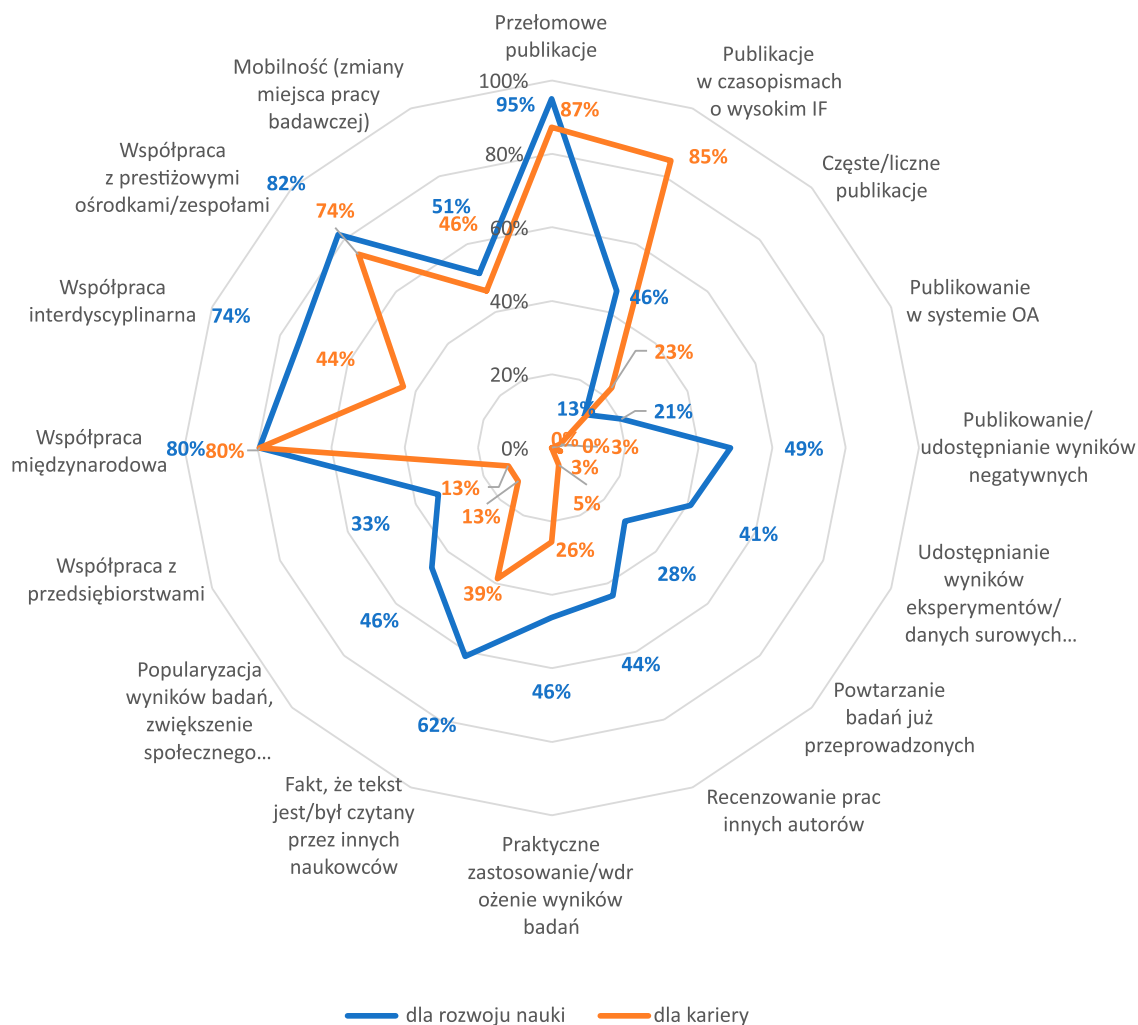 Przełomowe
publikacje
Publikacje
w czasopismach
o wysokim IF
Częste/liczne
publikacje
Publikowanie
w systemie OA
Publikowanie/
udostępnianie wyników
negatywnych
Udostępnianie
wyników
eksperymentów/
danych surowych...
Powtarzanie
badań już
przeprowadzonych
Recenzowanie prac
innych autorów
Praktyczne
zastosowanie/wdr
ożenie wyników
badań
Fakt, że tekst
jest/był czytany
przez innych
naukowców
Popularyzacja
wyników badań,
zwiększenie
społecznego...
Współpraca z
przedsiębiorstwami
Współpraca
międzynarodowa
Współpraca
interdyscyplinarna
Współpraca
z prestiżowymi
ośrodkami/zespołami
Mobilność (zmiany
miejsca pracy
badawczej)
100%
80%
60%
40%
20%
0%
95%
46%
13%
21%
49%
41%
28%
44%
46%
62%
46%
33%
80%
74%
82%
51%
87%
85%
23%
3%
0%
0%
3%
5%
26%
39%
13%
13%
80%
44%
74%
46%
dla rozwoju nauki
dla kariery